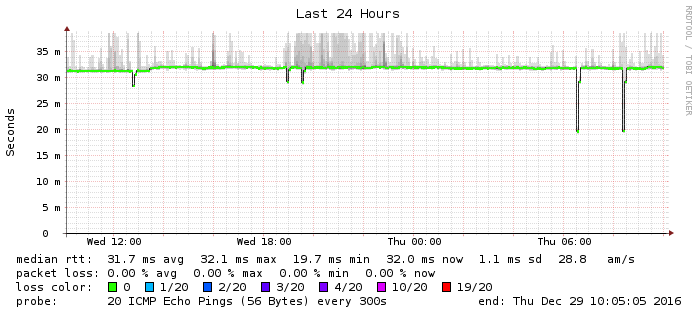 Last 24 Hours
RRDTOOL / TOBI OETIKER
Seconds
35 m
30 m
25 m
20 m
15 m
10 m
5 m
0
Wed 12:00 Wed 18:00 Thu 00:00 Thu 06:00
median rtt: 31.7 ms avg 32.1 ms max 19.7 ms min 32.0 ms now 1.1 ms sd 28.8 am/s
packet loss: 0.00 % avg 0.00 % max 0.00 % min 0.00 % now
loss color: 0 1/20 2/20 3/20 4/20 10/20 19/20
probe: 20 ICMP Echo Pings (56 Bytes) every 300s end: Thu Dec 29 10:05:05 2016